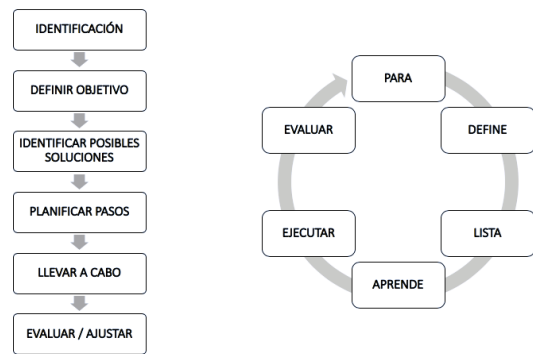 IDENTIFICACIÓN
DEFINIR OBJETIVO
IDENTIFICAR POSIBLES
SOLUCIONES
PLANIFICAR PASOS
LLEVAR A CABO
EVALUAR / AJUSTAR
PARA
DEFINE
LISTA
APRENDE
EJECUTAR
EVALUAR